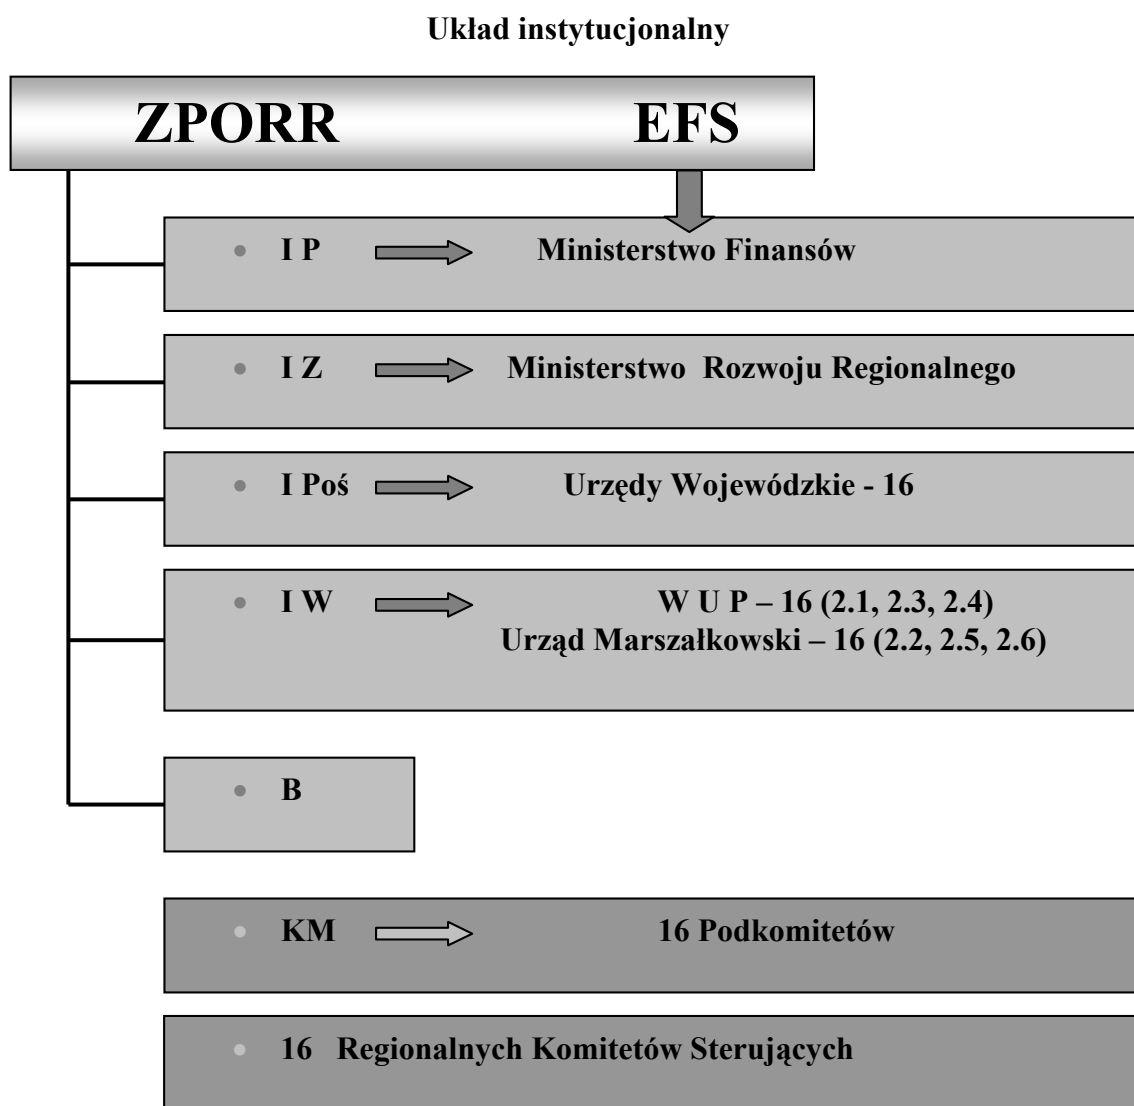 Układ instytucjonalny
ZPORR EFS
• I P Ministerstwo Finansów
• I Z Ministerstwo Rozwoju Regionalnego
• I Poś Urzędy Wojewódzkie - 16
• I W W U P – 16 (2.1, 2.3, 2.4)
Urząd Marszałkowski – 16 (2.2, 2.5, 2.6)
• B
• KM 16 Podkomitetów
• 16 Regionalnych Komitetów Sterujących